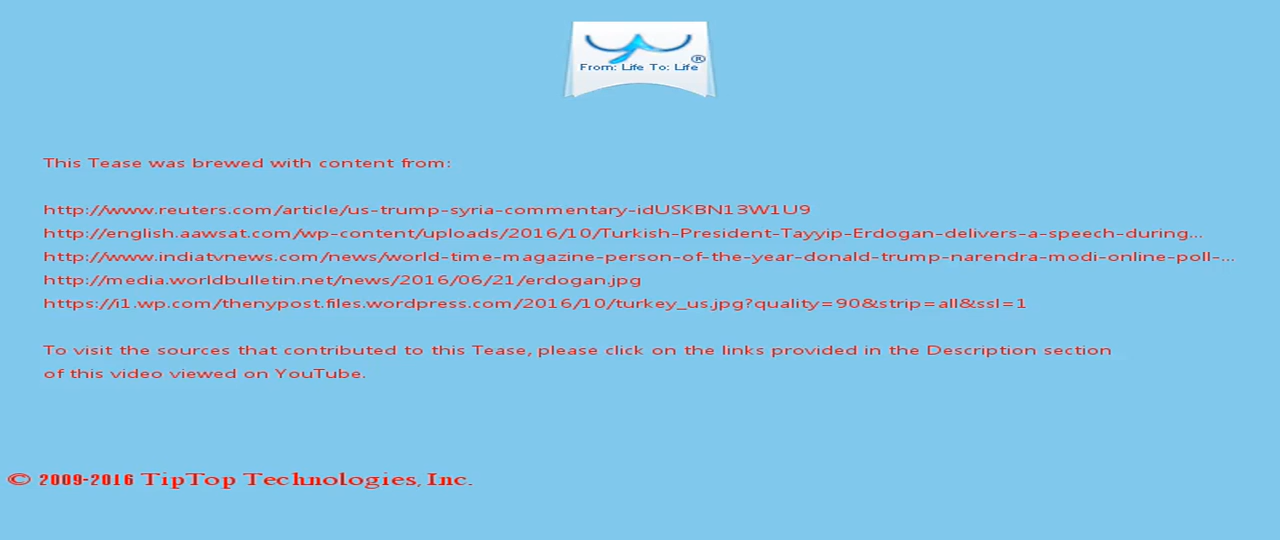 From: Life To: Life®
This Tease was brewed with content from:
http://www.reuters.com/article/us-trump-syria-commentary-idUSKBN13W1U9
http://english.aawsat.com/wp-content/uploads/2016/10/Turkish-President-Tayyip-Erdogan-delivers-a-speech-during...
http://www.indiatvnews.com/news/world-time-magazine-person-of-the-year-donald-trump-narendra-modi-online-poll-...
http://media.worldbulletin.net/news/2016/06/21/erdogan.jpg
https://i1.wp.com/thenypost.files.wordpress.com/2016/10/turkey_us.jpg?quality=90&strip=all&ssl=1
To visit the sources that contributed to this Tease, please click on the links provided in the Description section
of this video viewed on YouTube.
© 2009-2016 TipTop Technologies, Inc.